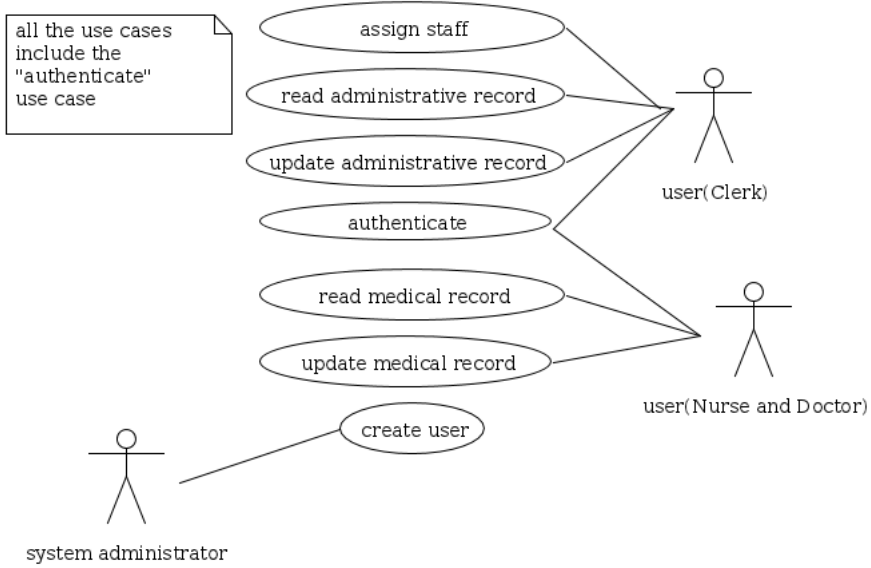 all the use cases
include the
"authenticate"
use case
assign staff
read administrative record
update administrative record
authenticate
read medical record
update medical record
create user
user(Clerk)
user(Nurse and Doctor)
system administrator